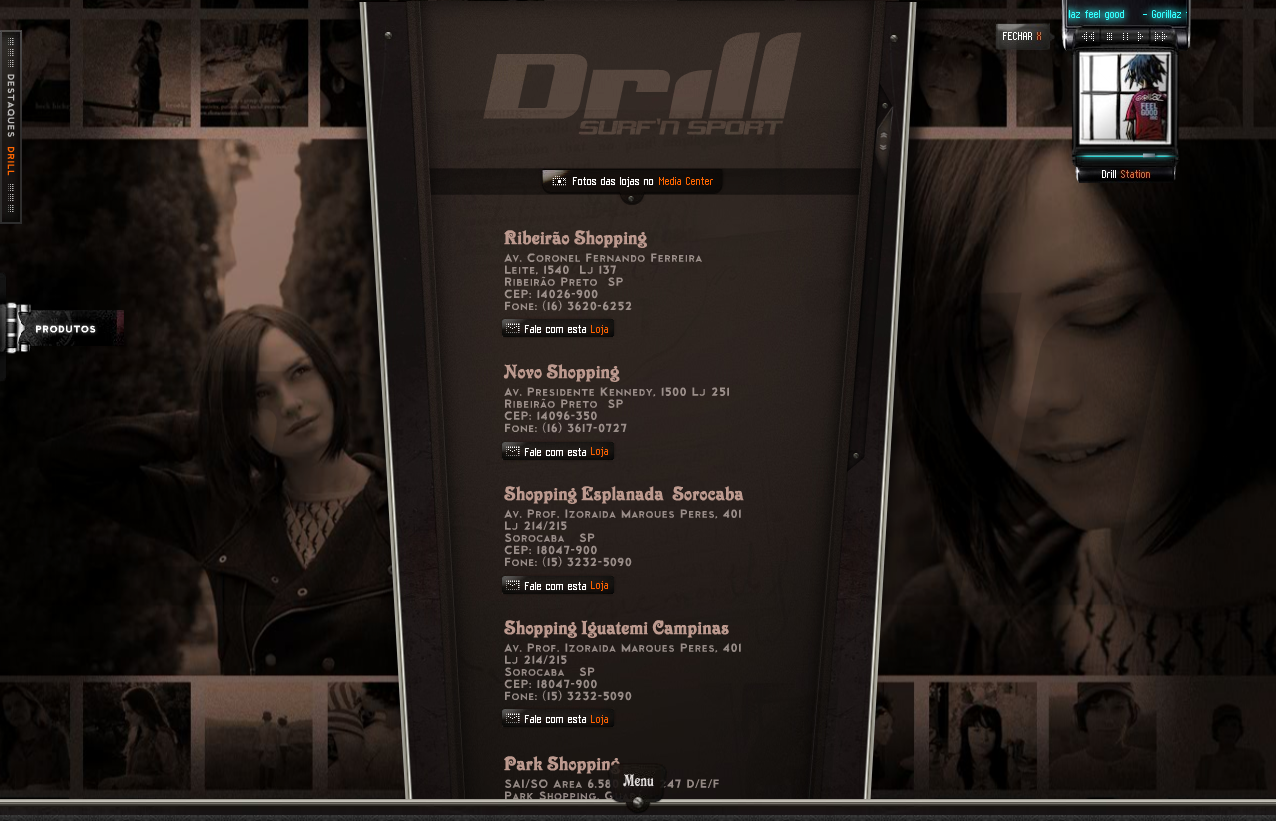 laz feel good - Gorillaz
FECHAR X
DESTAQUES DRILL
Drill
SURF'N SPORT
FEEL
GOOD
Drill Station
Fotos das lojas no Media Center
PRODUTOS
Ribeirão Shopping
Av. Coronel Fernando Ferreira
Leite, 1540 Lj 137
Ribeirão Preto SP
CEP: 14026-900
Fone: (16) 3620-6252
Fale com esta Loja
Novo Shopping
Av. Presidente Kennedy, 1500 Lj 251
Ribeirão Preto SP
CEP: 14096-350
Fone: (16) 3617-0727
Fale com esta Loja
Shopping Esplanada Sorocaba
Av. Prof. Izoraida Marques Peres, 401
Lj 214/215
Sorocaba SP
CEP: 18047-900
Fone: (15) 3232-5090
Fale com esta Loja
Shopping Iguatemi Campinas
Av. Prof. Izoraida Marques Peres, 401
Lj 214/215
Sorocaba SP
CEP: 18047-900
Fone: (15) 3232-5090
Fale com esta Loja
Park Shopping
SAI/SO Area 6.58 47 D/E/F
Park Shopping, G
Menu